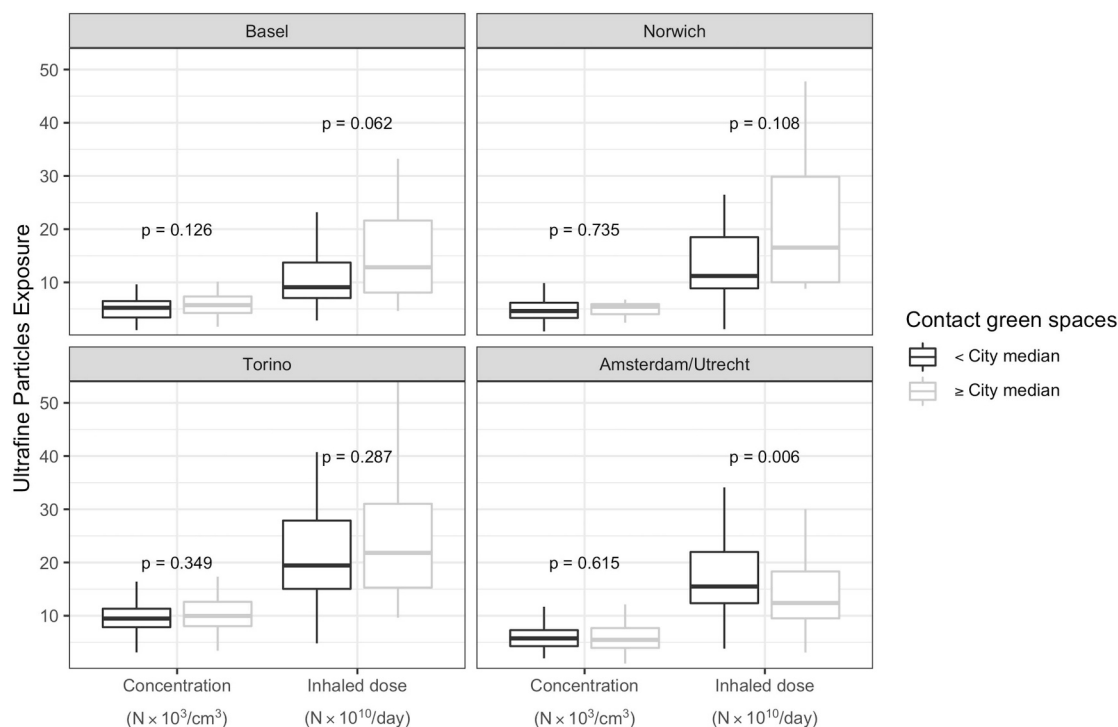 Basel
Norwich
50
40
30
20
10
p = 0.126
p = 0.062
p = 0.735
p = 0.108
Ultrafine Particles Exposure
Torino
Amsterdam/Utrecht
50
40
30
20
10
p = 0.349
p = 0.287
p = 0.615
p = 0.006
Concentration
(N × 10³/cm³)
Inhaled dose
(N × 10¹⁰/day)
Concentration
(N × 10³/cm³)
Inhaled dose
(N × 10¹⁰/day)
Contact green spaces
< City median
≥ City median